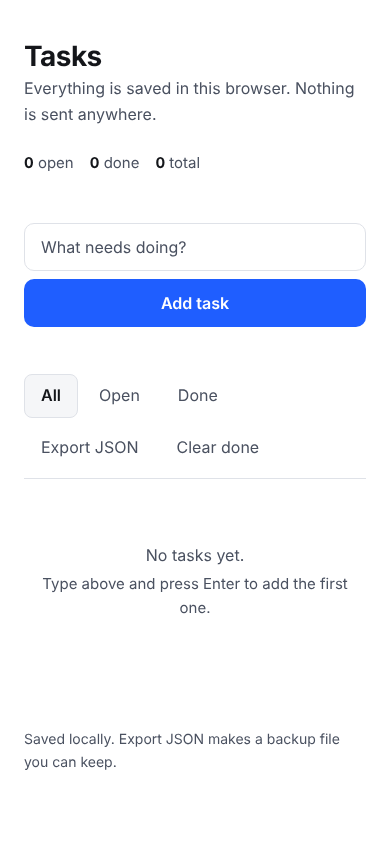 Tasks
Everything is saved in this browser. Nothing
is sent anywhere.
0 open 0 done 0 total
What needs doing?
Add task
All Open Done
Export JSON Clear done
No tasks yet.
Type above and press Enter to add the first
one.
Saved locally. Export JSON makes a backup file
you can keep.